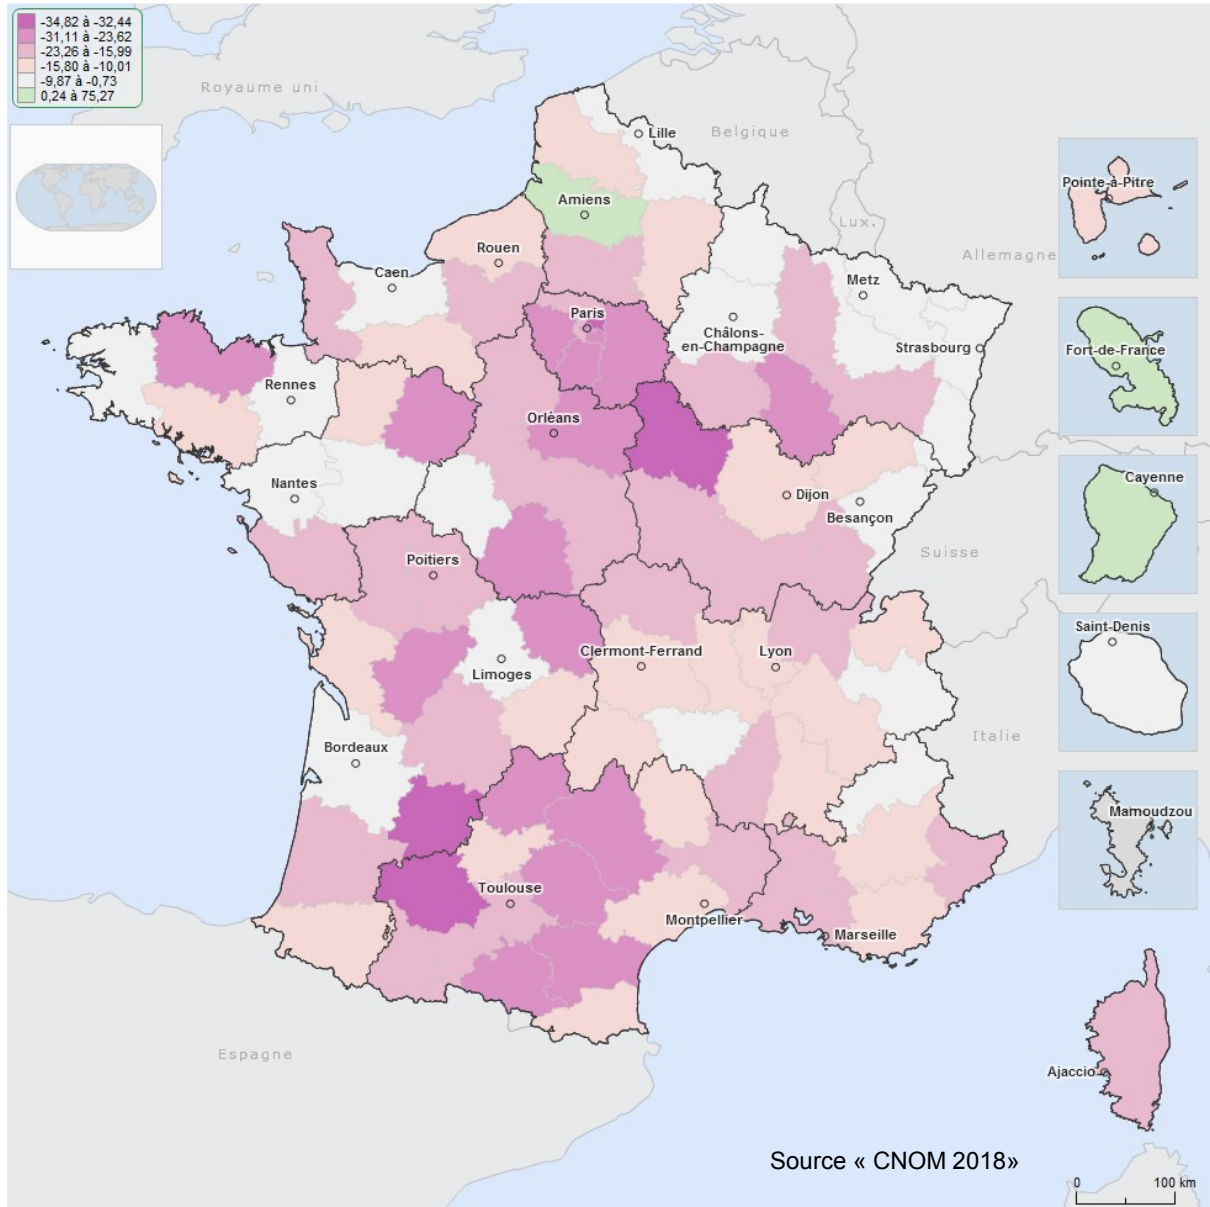 -34,82 à -32,44
-31,11 à -23,62
-23,26 à -15,99
-15,80 à -10,01
-9,87 à -0,73
0,24 à 75,27
Royaume uni
Lille
Belgique
Pointe-à-Pitre
Amiens
Lux.
Rouen
Allemagne
Caen
Metz
Paris
Châlons-
en-Champagne
Strasbourg
Fort-de-France
Rennes
Orléans
Nantes
Dijon
Besançon
Cayenne
Suisse
Poitiers
Saint-Denis
Clermont-Ferrand
Lyon
Limoges
Bordeaux
Italie
Mamoudzou
Toulouse
Montpellier
Marseille
Espagne
Ajaccio
Source « CNOM 2018»
0 100 km